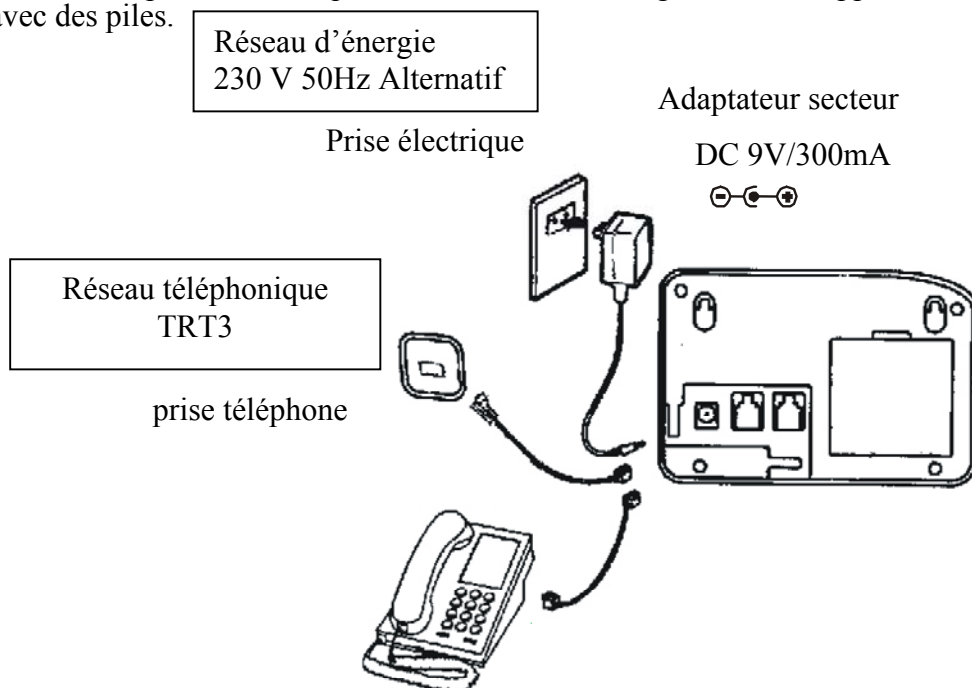 avec des piles.
Réseau d’énergie
230 V 50Hz Alternatif
Adaptateur secteur
Prise électrique
DC 9V/300mA
Réseau téléphonique
TRT3
prise téléphone